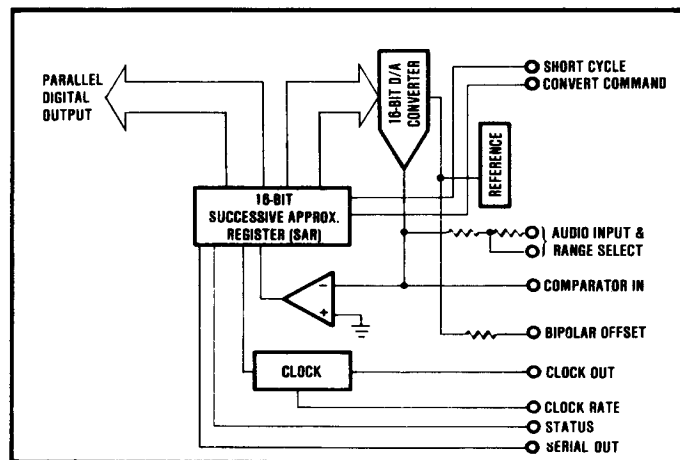 PARALLEL
DIGITAL
OUTPUT
16-BIT D/A
CONVERTER
SHORT CYCLE
CONVERT COMMAND
REFERENCE
16-BIT
SUCCESSIVE APPROX.
REGISTER (SAR)
AUDIO INPUT &
RANGE SELECT
-
+
COMPARATOR IN
BIPOLAR OFFSET
CLOCK
CLOCK OUT
CLOCK RATE
STATUS
SERIAL OUT